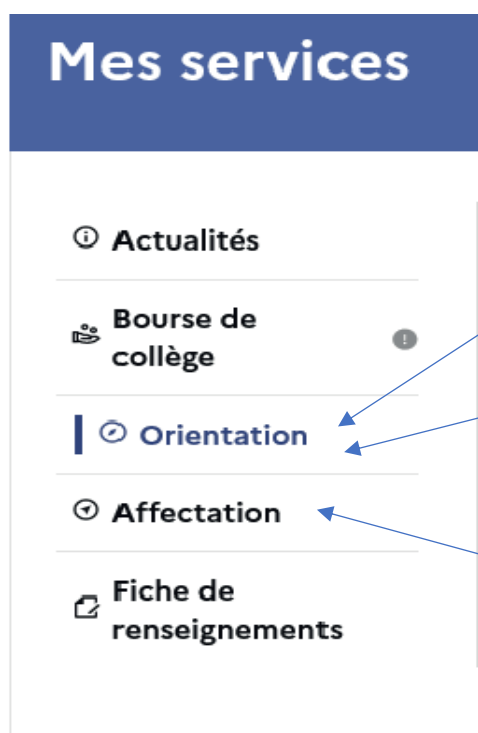 Mes services
Actualités
Bourse de
collège
Orientation
Affectation
Fiche de
renseignements